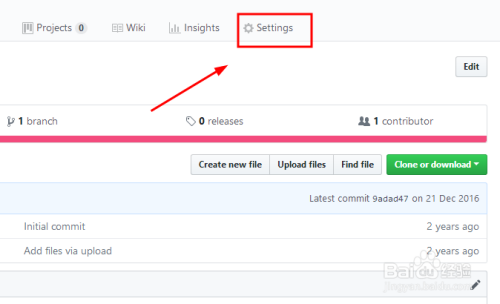 Projects 0 Wiki Insights Settings
Edit
1 branch 0 releases 1 contributor
Create new file Upload files Find file Clone or download
Latest commit 9adad47 on 21 Dec 2016
Initial commit 2 years ago
Add files via upload 2 years ago
Baidu 经验
jingyan.baidu.com